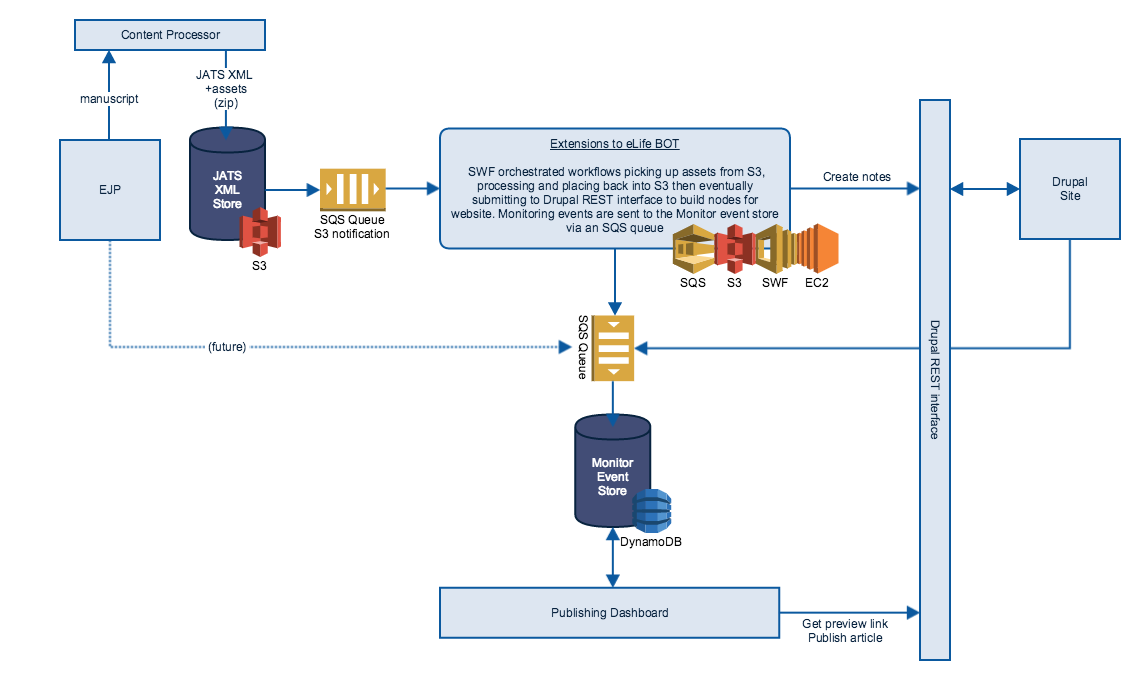 Content Processor
JATS XML
+assets
(zip)
manuscript
EJP
JATS
XML
Store
S3
SQS Queue
S3 notification
Extensions to eLife BOT
SWF orchestrated workflows picking up assets from S3,
processing and placing back into S3 then eventually
submitting to Drupal REST interface to build nodes for
website. Monitoring events are sent to the Monitor event store
via an SQS queue
SQS
S3
SWF
EC2
Create notes
Drupal
Site
Drupal REST interface
(future)
SQS Queue
Monitor
Event
Store
DynamoDB
Publishing Dashboard
Get preview link
Publish article